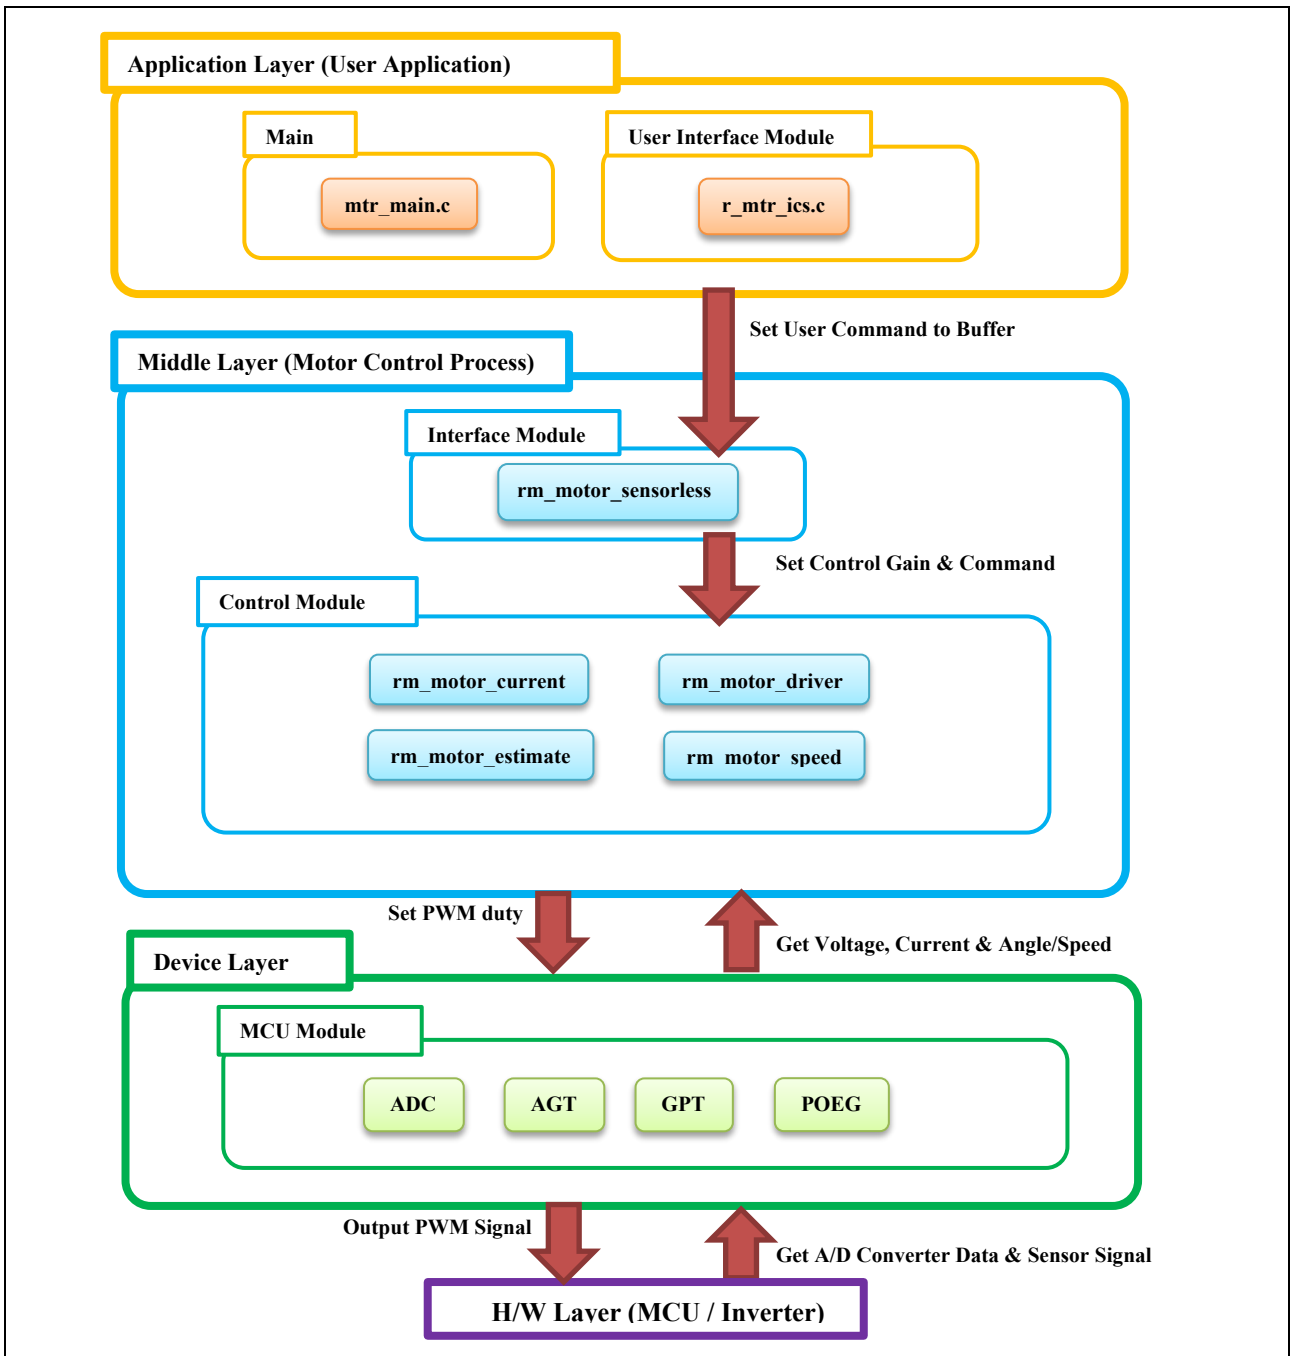 Application Layer (User Application)
Main
User Interface Module
mtr_main.c
r_mtr_ics.c
Set User Command to Buffer
Middle Layer (Motor Control Process)
Interface Module
rm_motor_sensorless
Set Control Gain & Command
Control Module
rm_motor_current
rm_motor_driver
rm_motor_estimate
rm_motor_speed
Set PWM duty
Get Voltage, Current & Angle/Speed
Device Layer
MCU Module
ADC
AGT
GPT
POEG
Output PWM Signal
Get A/D Converter Data & Sensor Signal
H/W Layer (MCU / Inverter)